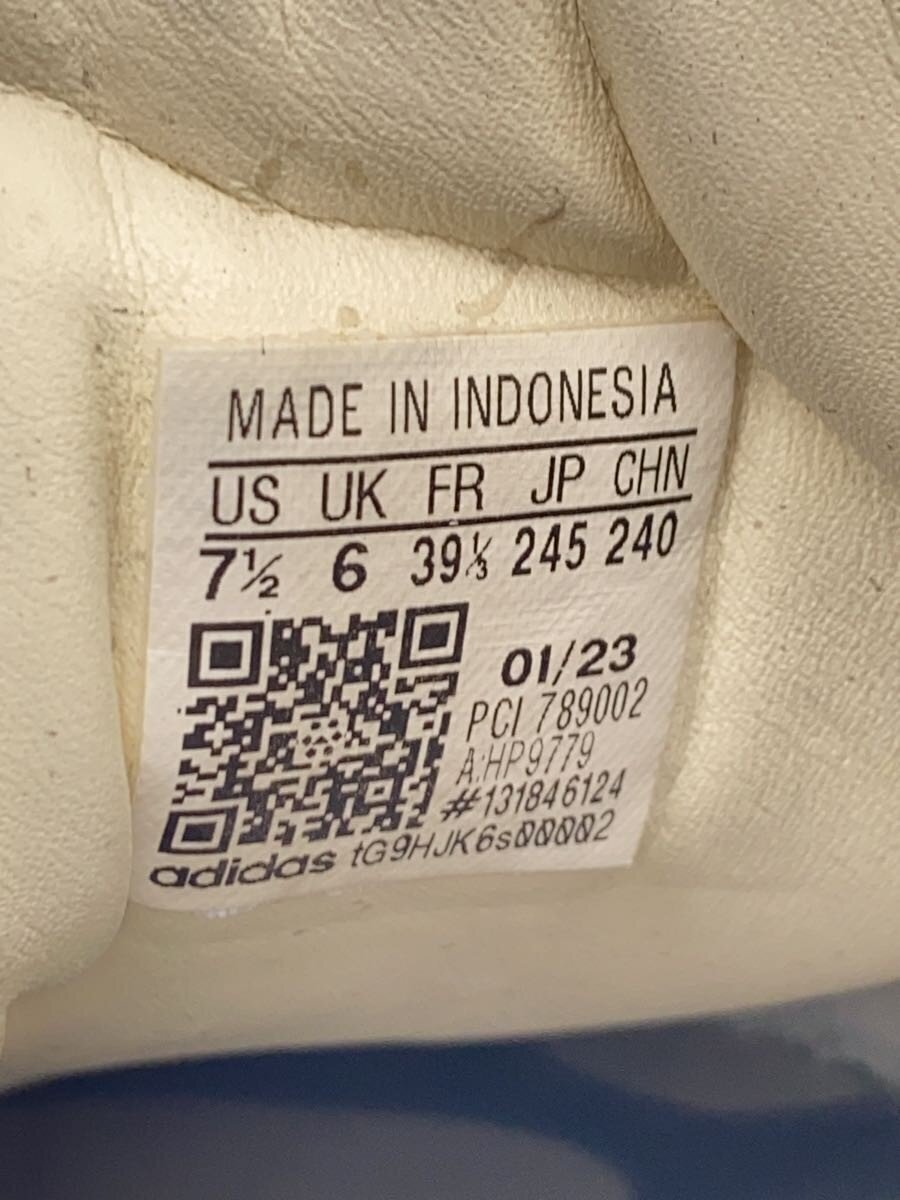 MADE IN INDONESIA
US UK FR JP CHN
7½ 6 39⅓ 245 240
01/23
PCI 789002
A:HP9779
#131846124
adidas tG9HJK6s00002